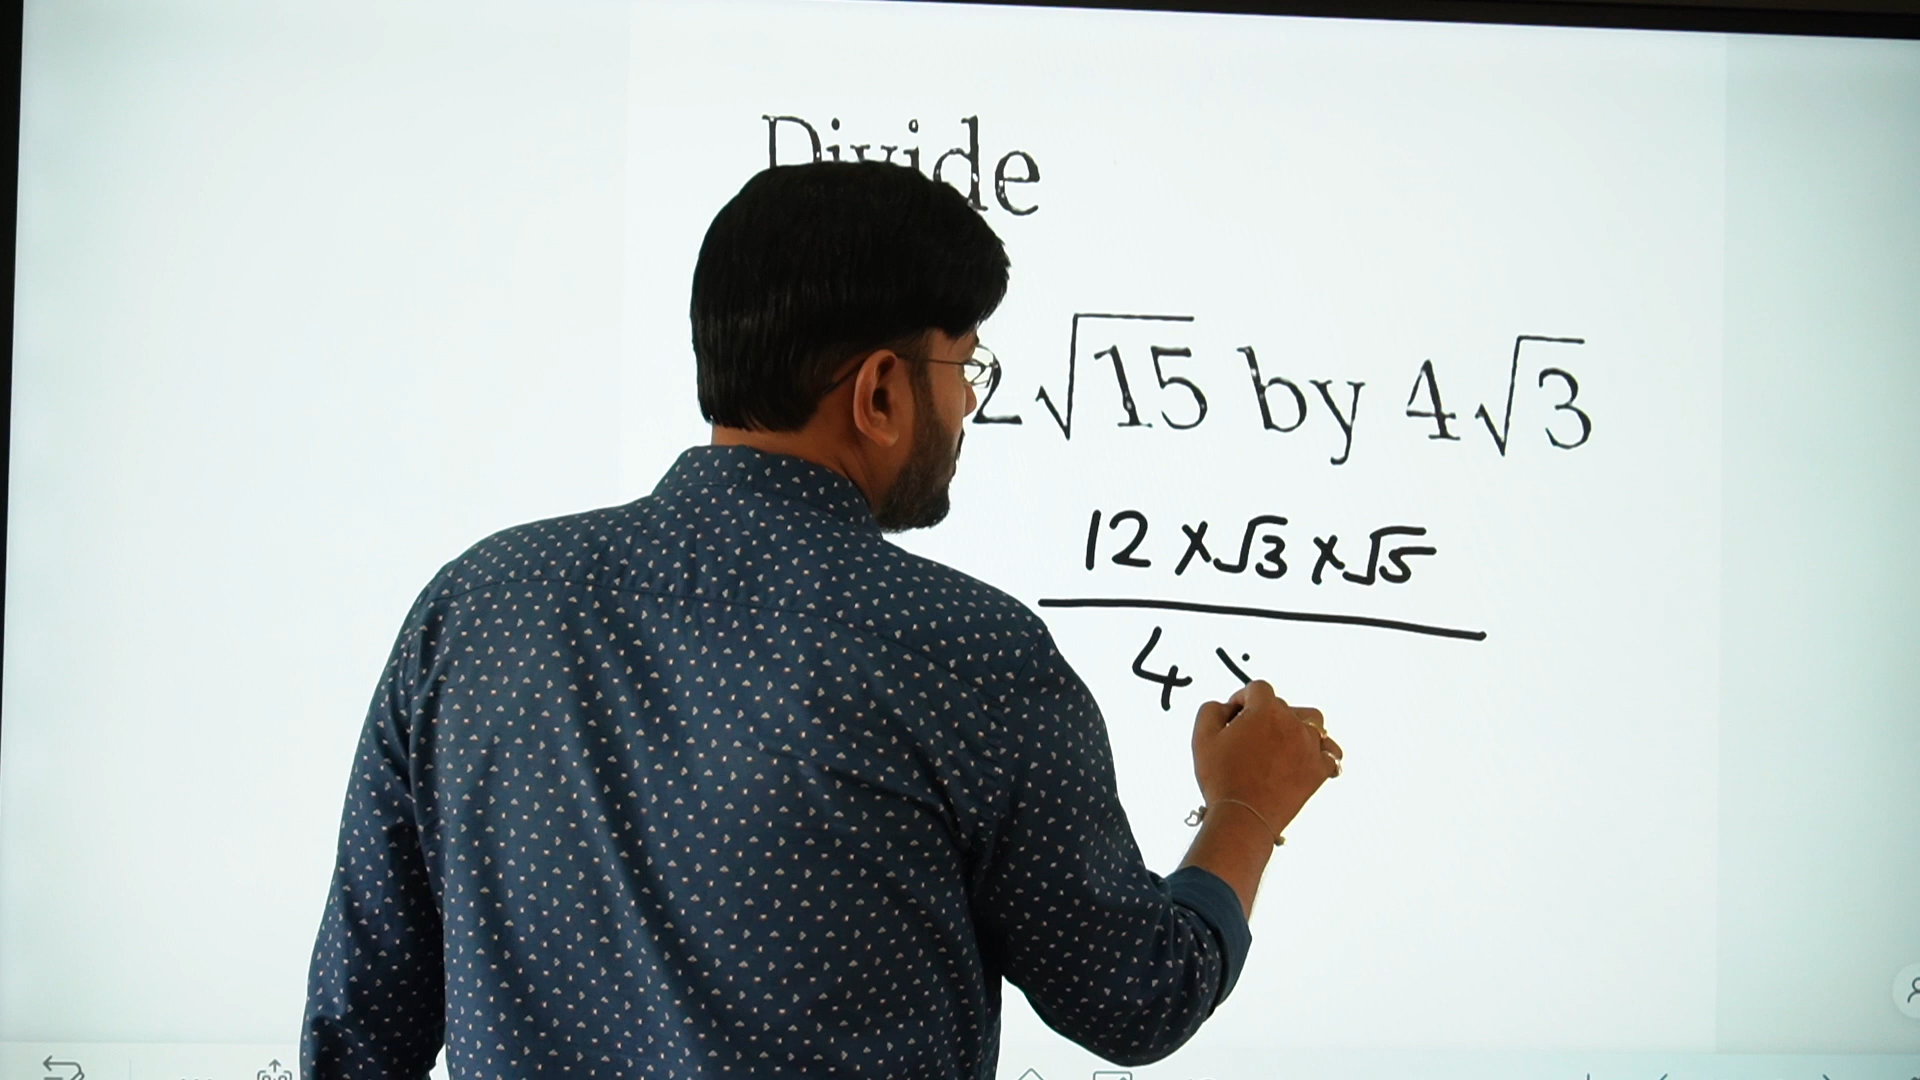 Divide
2√15 by 4√3
12 × √3 × √5
4 ×